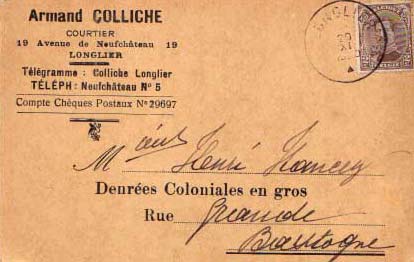 Armand COLLICHE
COURTIER
19 Avenue de Neufchâteau 19
LONGLIER
Télégramme : Colliche Longlier
TÉLÉPH : Neufchâteau N° 5
Compte Chèques Postaux N° 29697
LONGLIER
Mr Henri
Denrées Coloniales en gros
Rue Grande
Bastogne